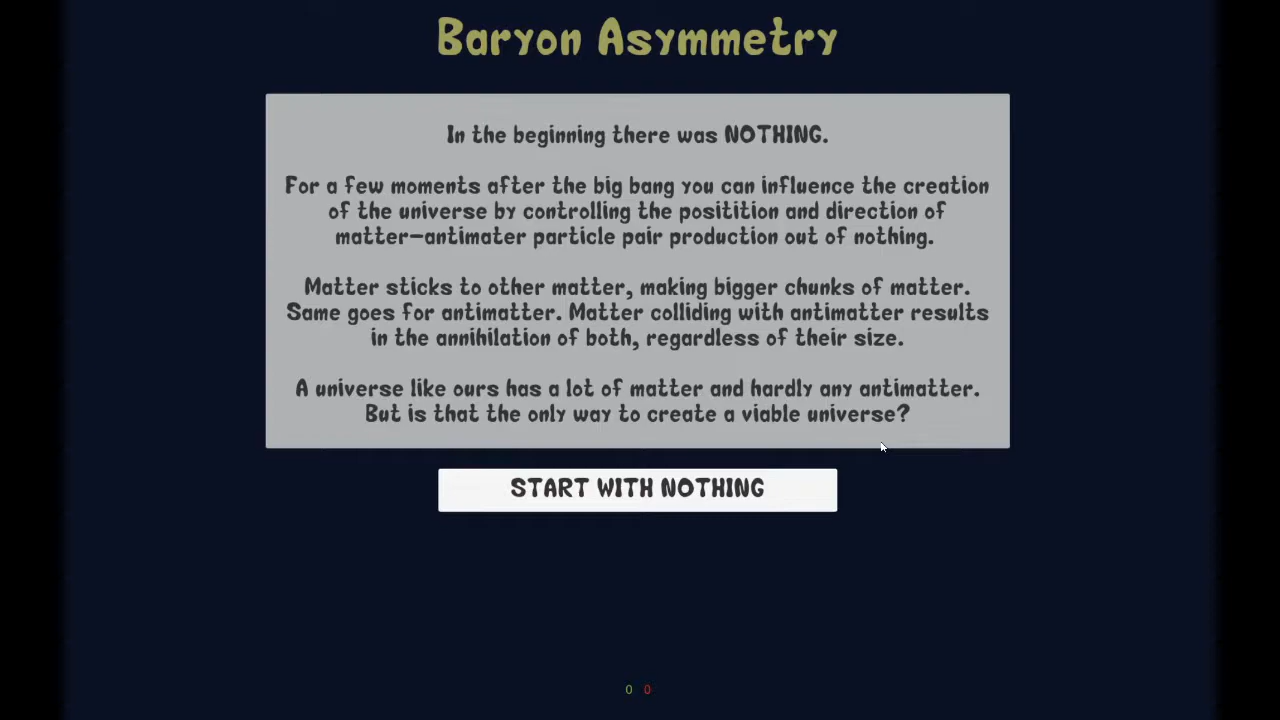 Baryon Asymmetry
In the beginning there was NOTHING.
For a few moments after the big bang you can influence the creation
of the universe by controlling the positition and direction of
matter-antimater particle pair production out of nothing.
Matter sticks to other matter, making bigger chunks of matter.
Same goes for antimatter. Matter colliding with antimatter results
in the annihilation of both, regardless of their size.
A universe like ours has a lot of matter and hardly any antimatter.
But is that the only way to create a viable universe?
START WITH NOTHING
0 0